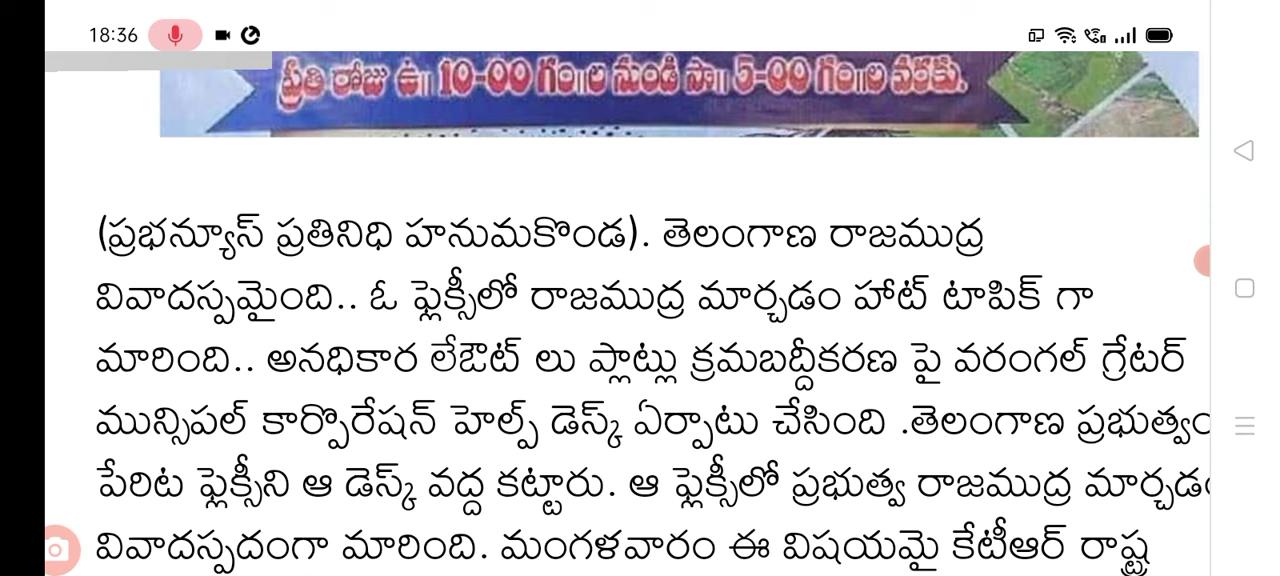 18:36
ప్రతి రోజు ఉ॥ 10-00 గం॥ల నుండి సా॥ 5-00 గం॥ల వరకు.
(ప్రభన్యూస్ ప్రతినిధి హనుమకొండ). తెలంగాణ రాజముద్ర
వివాదస్పమైంది.. ఓ ఫ్లెక్సీలో రాజముద్ర మార్చడం హాట్ టాపిక్ గా
మారింది.. అనధికార లేఔట్ లు ప్లాట్లు క్రమబద్దీకరణ పై వరంగల్ గ్రేటర్
మున్సిపల్ కార్పొరేషన్ హెల్ప్ డెస్క్ ఏర్పాటు చేసింది .తెలంగాణ ప్రభుత్వం
పేరిట ఫ్లెక్సీని ఆ డెస్క్ వద్ద కట్టారు. ఆ ఫ్లెక్సీలో ప్రభుత్వ రాజముద్ర మార్చడం
వివాదస్పదంగా మారింది. మంగళవారం ఈ విషయమై కేటీఆర్ రాష్ట్ర